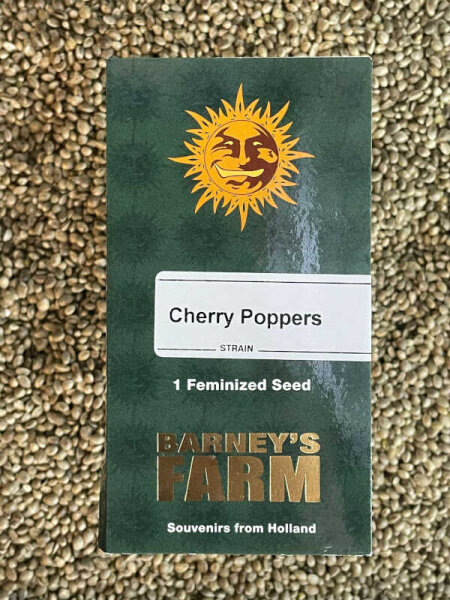 Cherry Poppers
STRAIN
1 Feminized Seed
BARNEY'S
FARM
Souvenirs from Holland